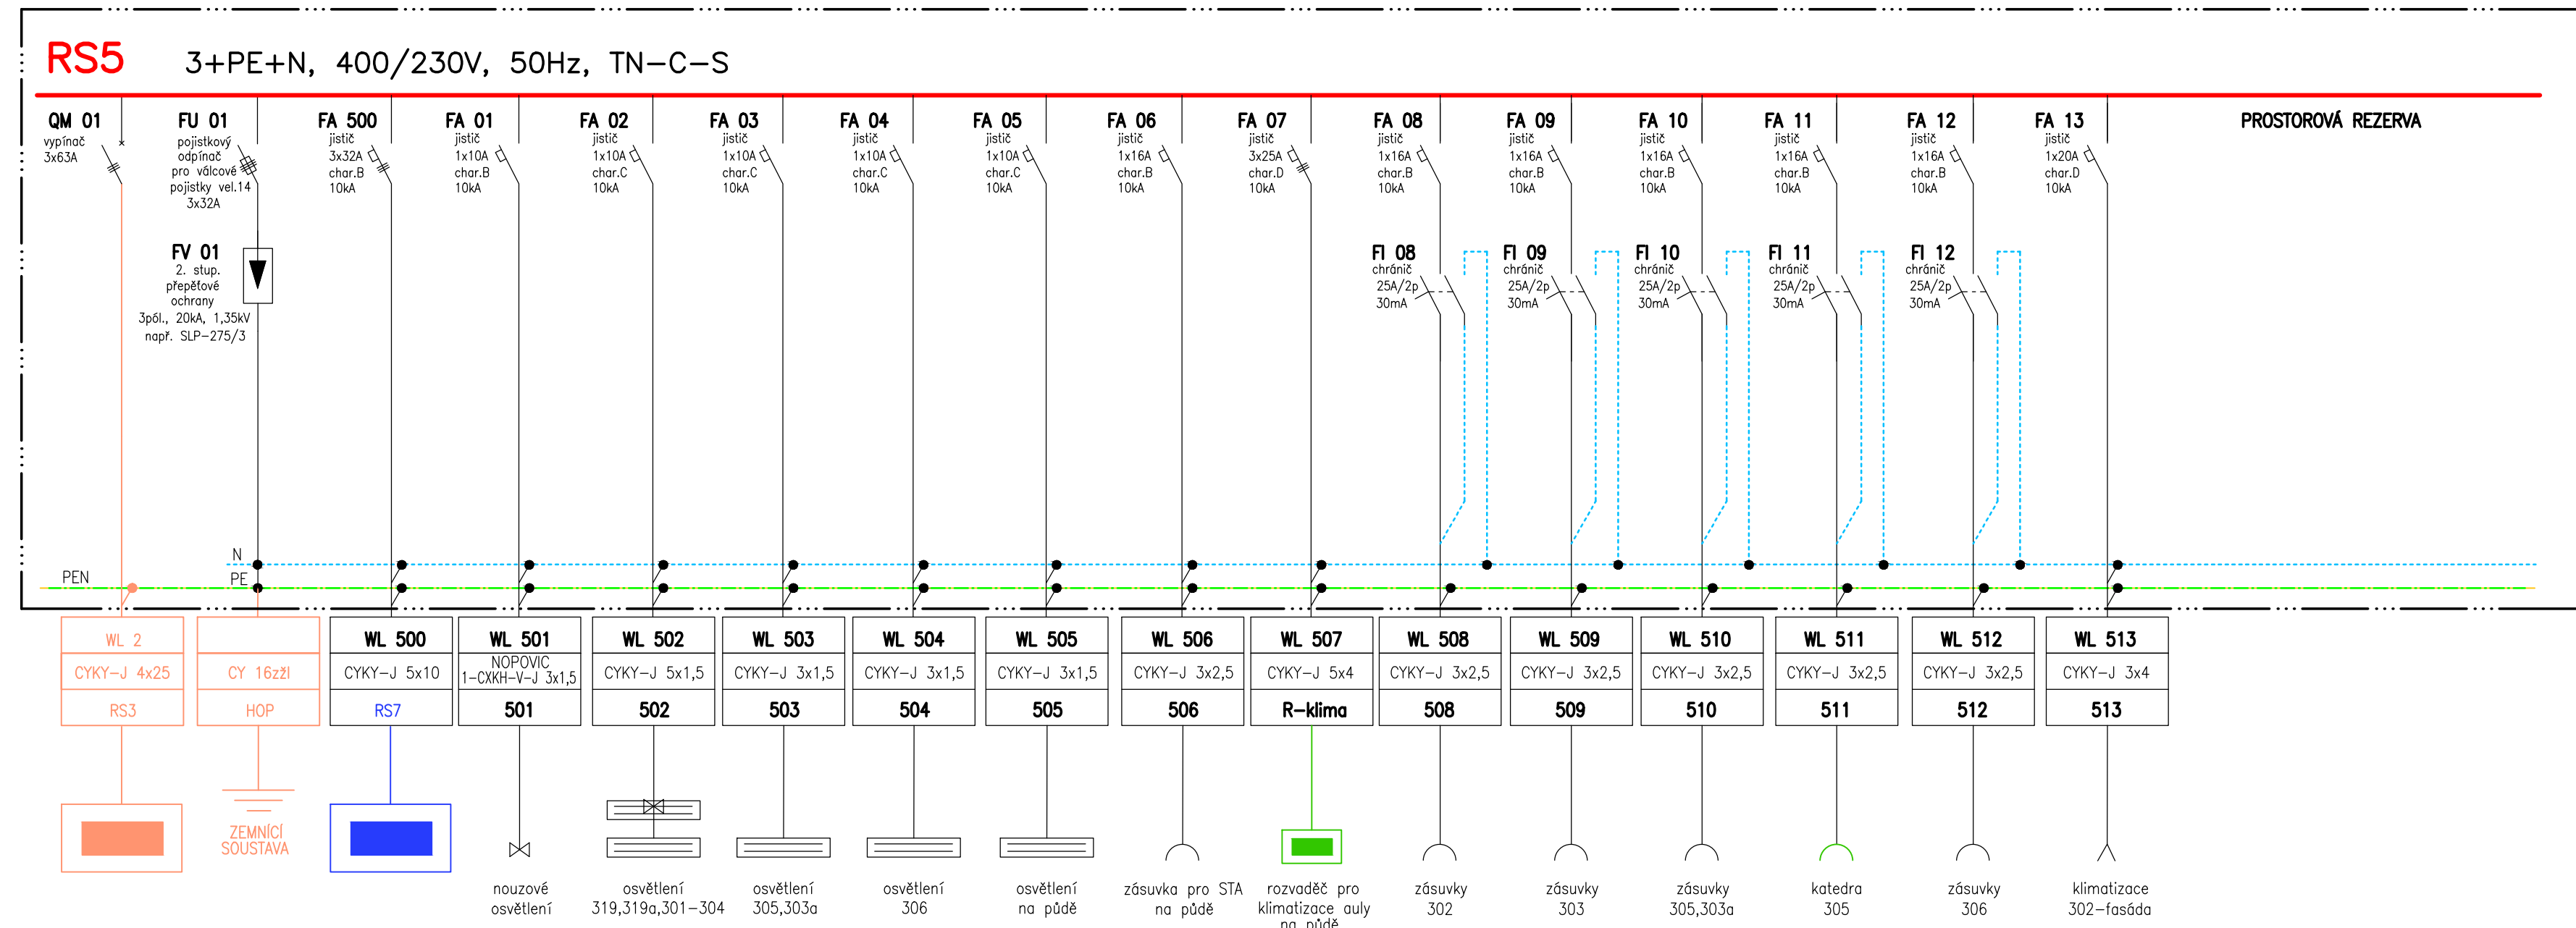 RS5 3+PE+N, 400/230V, 50Hz, TN-C-S
QM 01
vypínač
3x63A
FU 01
pojistkový
odpínač
pro válcové
pojistky vel.14
3x32A
FV 01
2. stup.
přepěťové
ochrany
3pól., 20kA, 1,35kV
např. SLP-275/3
FA 500
jistič
3x32A
char.B
10kA
FA 01
jistič
1x10A
char.B
10kA
FA 02
jistič
1x10A
char.C
10kA
FA 03
jistič
1x10A
char.C
10kA
FA 04
jistič
1x10A
char.C
10kA
FA 05
jistič
1x10A
char.C
10kA
FA 06
jistič
1x16A
char.B
10kA
FA 07
jistič
3x25A
char.D
10kA
FA 08
jistič
1x16A
char.B
10kA
FI 08
chránič
25A/2p
30mA
FA 09
jistič
1x16A
char.B
10kA
FI 09
chránič
25A/2p
30mA
FA 10
jistič
1x16A
char.B
10kA
FI 10
chránič
25A/2p
30mA
FA 11
jistič
1x16A
char.B
10kA
FI 11
chránič
25A/2p
30mA
FA 12
jistič
1x16A
char.B
10kA
FI 12
chránič
25A/2p
30mA
FA 13
jistič
1x20A
char.D
10kA
PROSTOROVÁ REZERVA
N
PEN
PE
WL 2
CYKY-J 4x25
RS3
CY 16zžl
HOP
ZEMNÍCÍ
SOUSTAVA
WL 500
CYKY-J 5x10
RS7
WL 501
NOPOVIC
1-CXKH-V-J 3x1,5
501
nouzové
osvětlení
WL 502
CYKY-J 5x1,5
502
osvětlení
319,319a,301-304
WL 503
CYKY-J 3x1,5
503
osvětlení
305,303a
WL 504
CYKY-J 3x1,5
504
osvětlení
306
WL 505
CYKY-J 3x1,5
505
osvětlení
na půdě
WL 506
CYKY-J 3x2,5
506
zásuvka pro STA
na půdě
WL 507
CYKY-J 5x4
R-klima
rozvaděč pro
klimatizace auly
na půdě
WL 508
CYKY-J 3x2,5
508
zásuvky
302
WL 509
CYKY-J 3x2,5
509
zásuvky
303
WL 510
CYKY-J 3x2,5
510
zásuvky
305,303a
WL 511
CYKY-J 3x2,5
511
katedra
305
WL 512
CYKY-J 3x2,5
512
zásuvky
306
WL 513
CYKY-J 3x4
513
klimatizace
302-fasáda